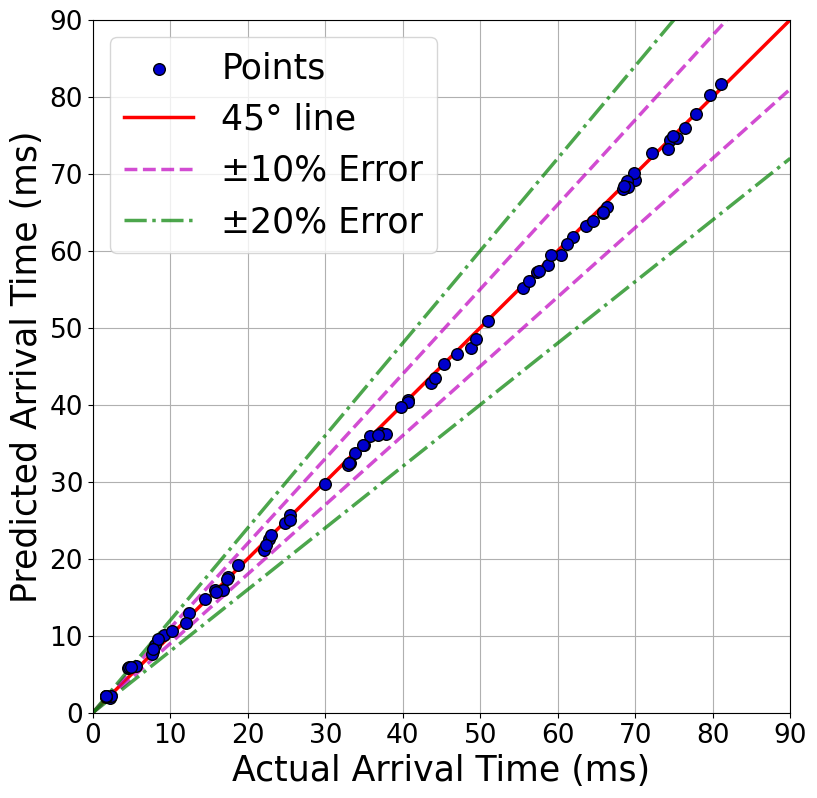 90
80
70
60
50
40
30
20
10
0
Predicted Arrival Time (ms)
Points
45° line
±10% Error
±20% Error
0 10 20 30 40 50 60 70 80 90
Actual Arrival Time (ms)